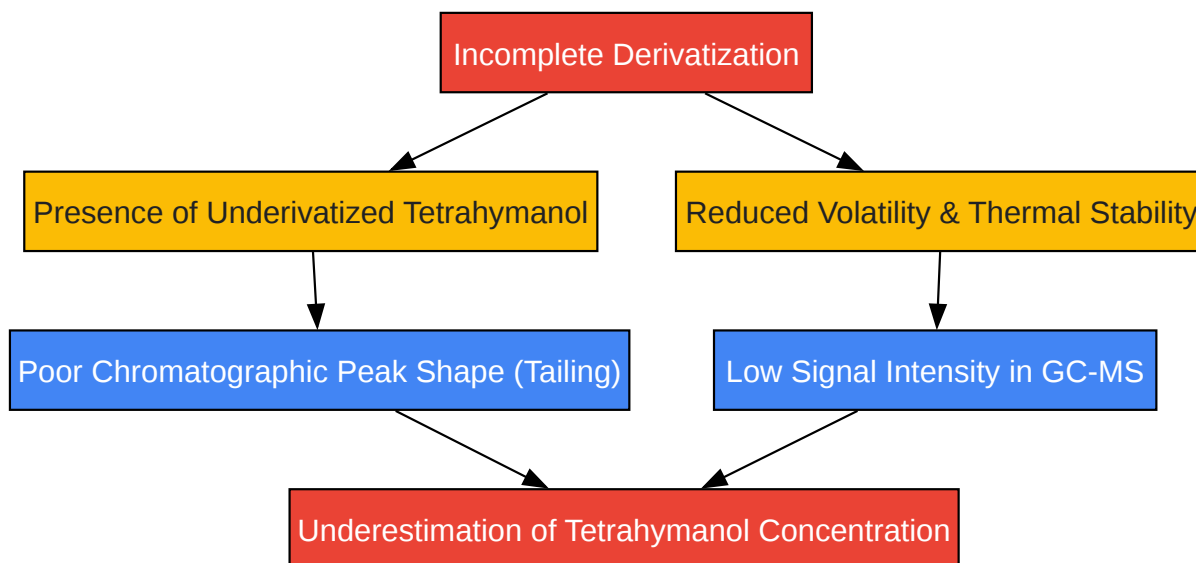 Incomplete Derivatization
Presence of Underivatized Tetrahymanol
Reduced Volatility & Thermal Stability
Poor Chromatographic Peak Shape (Tailing)
Low Signal Intensity in GC-MS
Underestimation of Tetrahymanol Concentration